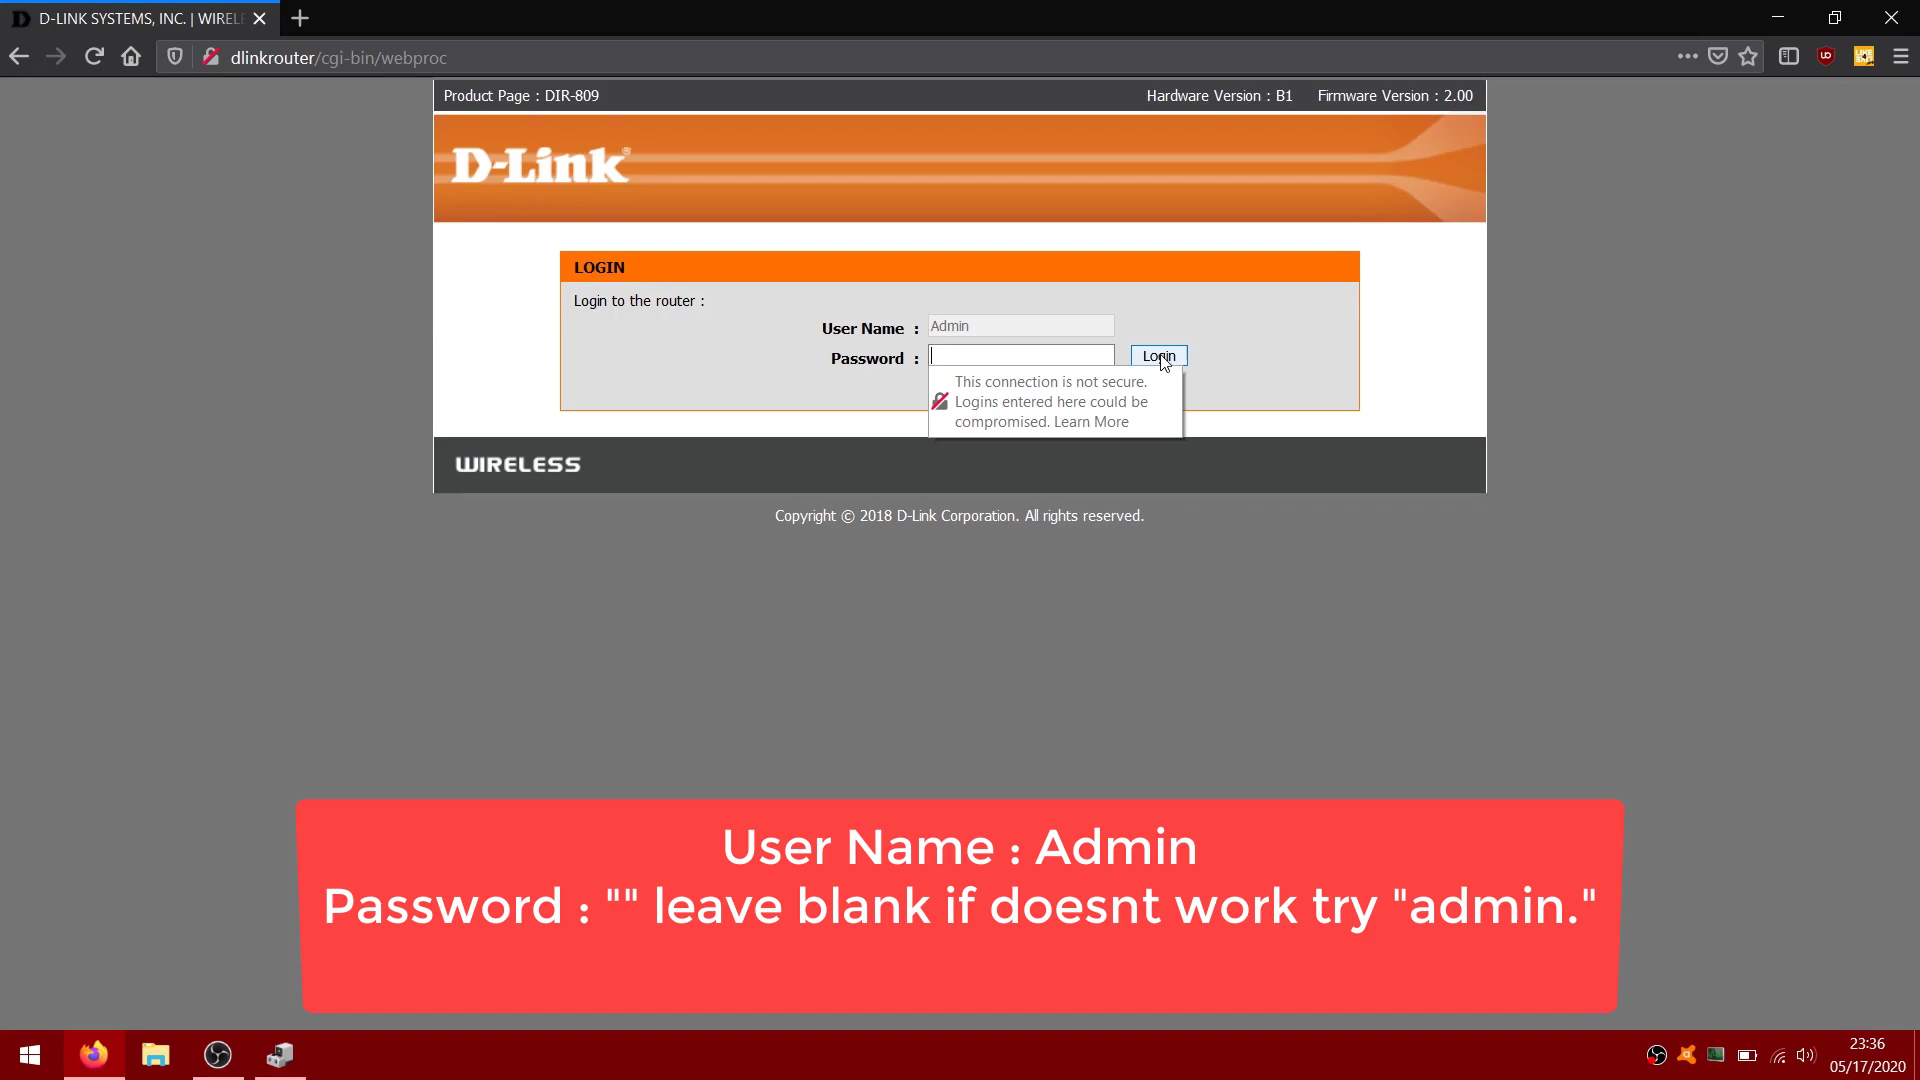 D-LINK SYSTEMS, INC. | WIREL
dlinkrouter/cgi-bin/webproc
Product Page : DIR-809
Hardware Version : B1
Firmware Version : 2.00
D-Link®
LOGIN
Login to the router :
User Name :
Admin
Password :
Login
This connection is not secure.
Logins entered here could be
compromised. Learn More
WIRELESS
Copyright © 2018 D-Link Corporation. All rights reserved.
User Name : Admin
Password : "" leave blank if doesnt work try "admin."
23:36
05/17/2020